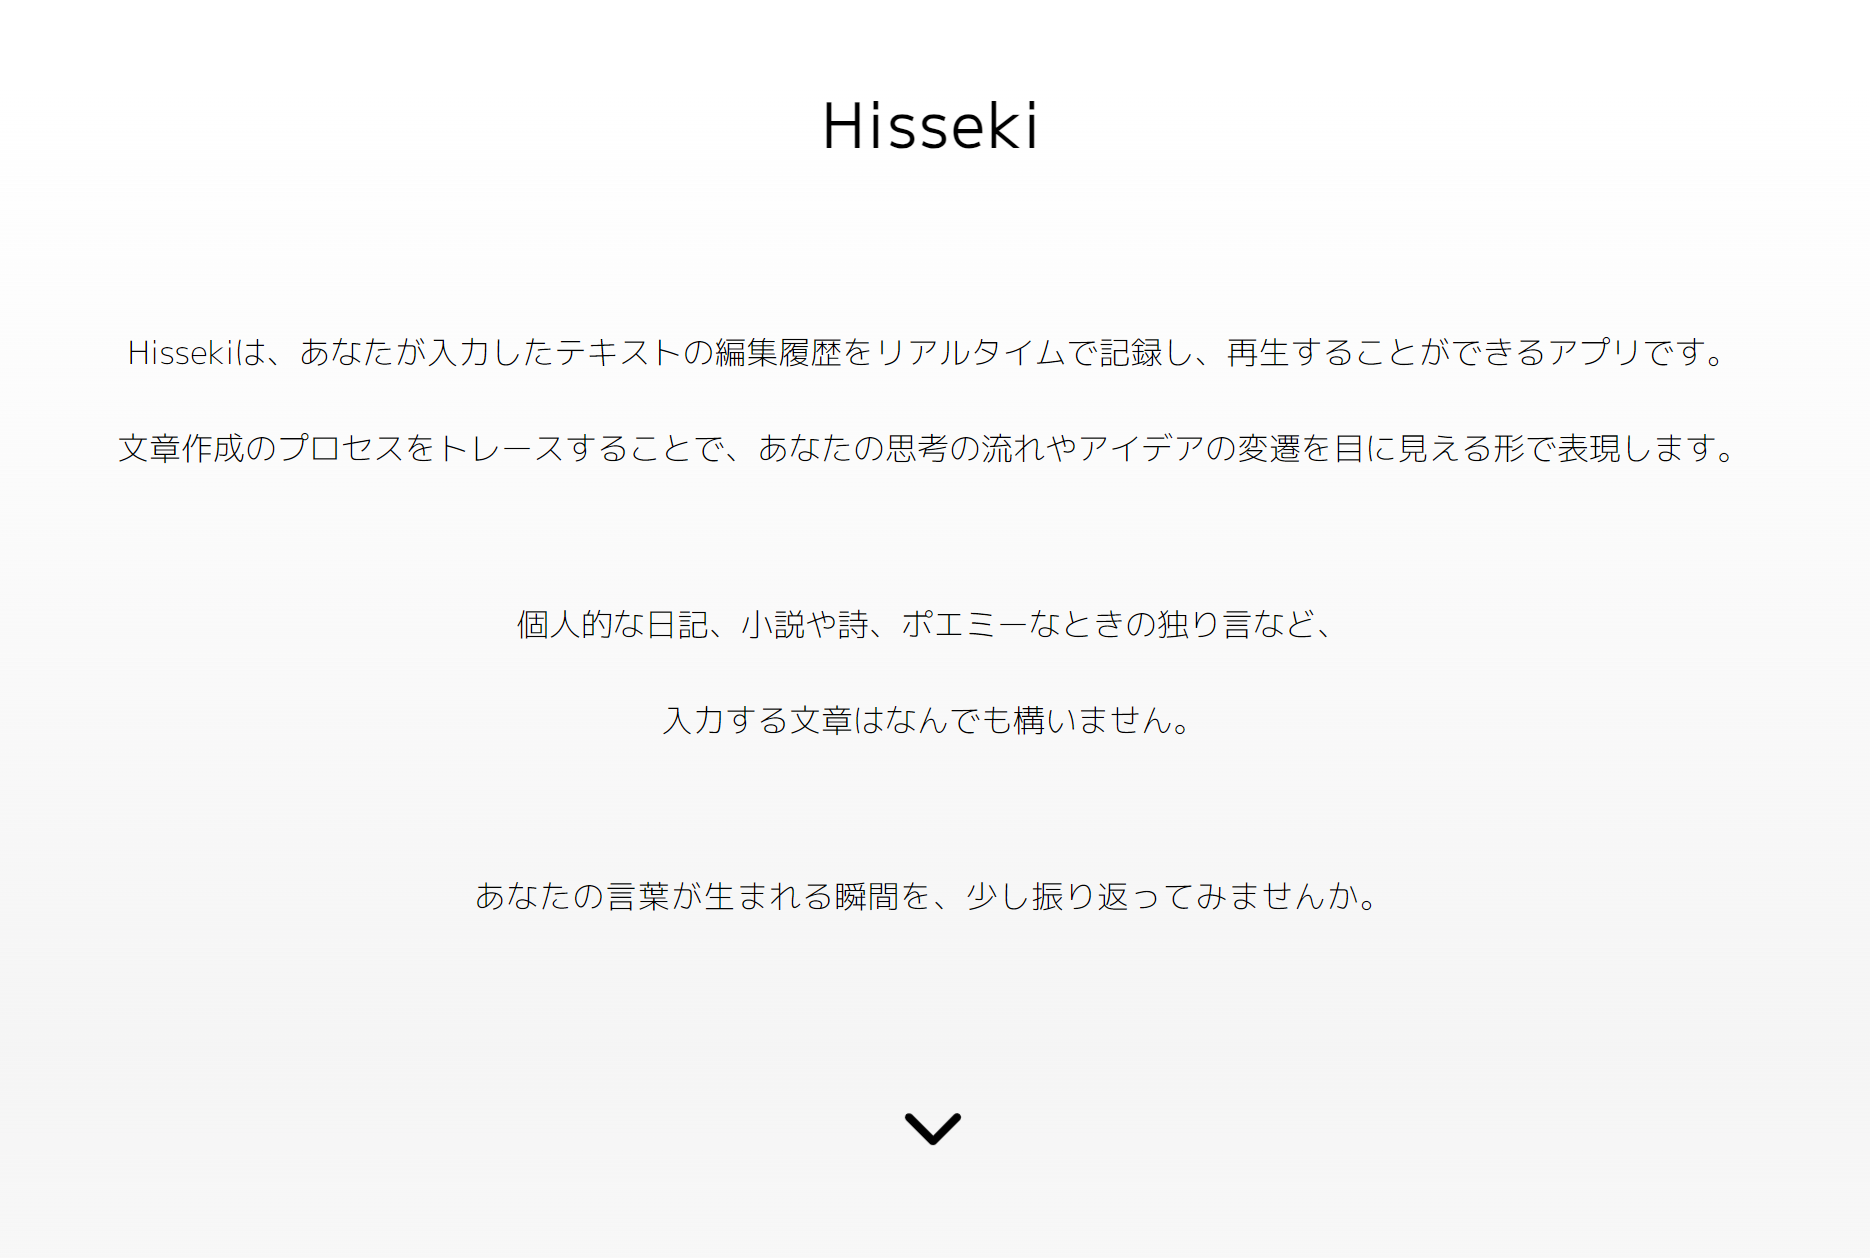 Hisseki
Hissekiは、あなたが入力したテキストの編集履歴をリアルタイムで記録し、再生することができるアプリです。
文章作成のプロセスをトレースすることで、あなたの思考の流れやアイデアの変遷を目に見える形で表現します。
個人的な日記、小説や詩、ポエミーなときの独り言など、
入力する文章はなんでも構いません。
あなたの言葉が生まれる瞬間を、少し振り返ってみませんか。